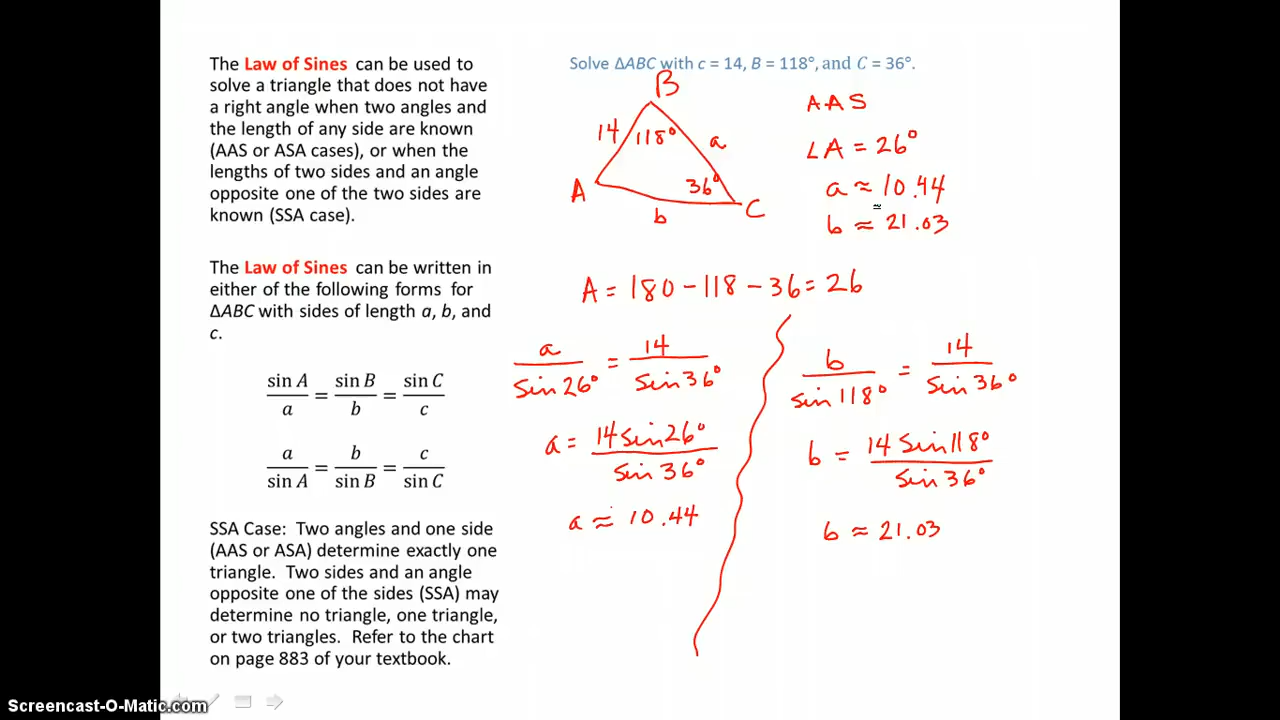 The Law of Sines can be used to
solve a triangle that does not have
a right angle when two angles and
the length of any side are known
(AAS or ASA cases), or when the
lengths of two sides and an angle
opposite one of the two sides are
known (SSA case).
The Law of Sines can be written in
either of the following forms for
ΔABC with sides of length a, b, and
c.
sin A / a = sin B / b = sin C / c
a / sin A = b / sin B = c / sin C
SSA Case: Two angles and one side
(AAS or ASA) determine exactly one
triangle. Two sides and an angle
opposite one of the sides (SSA) may
determine no triangle, one triangle,
or two triangles. Refer to the chart
on page 883 of your textbook.
Solve ΔABC with c = 14, B = 118°, and C = 36°.
B
14 118° a
A 36° C
b
AAS
∠A = 26°
a ≈ 10.44
b ≈ 21.03
A = 180 - 118 - 36 = 26
a / sin 26° = 14 / sin 36°
a = 14 sin 26° / sin 36°
a ≈ 10.44
b / sin 118° = 14 / sin 36°
b = 14 sin 118° / sin 36°
b ≈ 21.03
Screencast-O-Matic.com